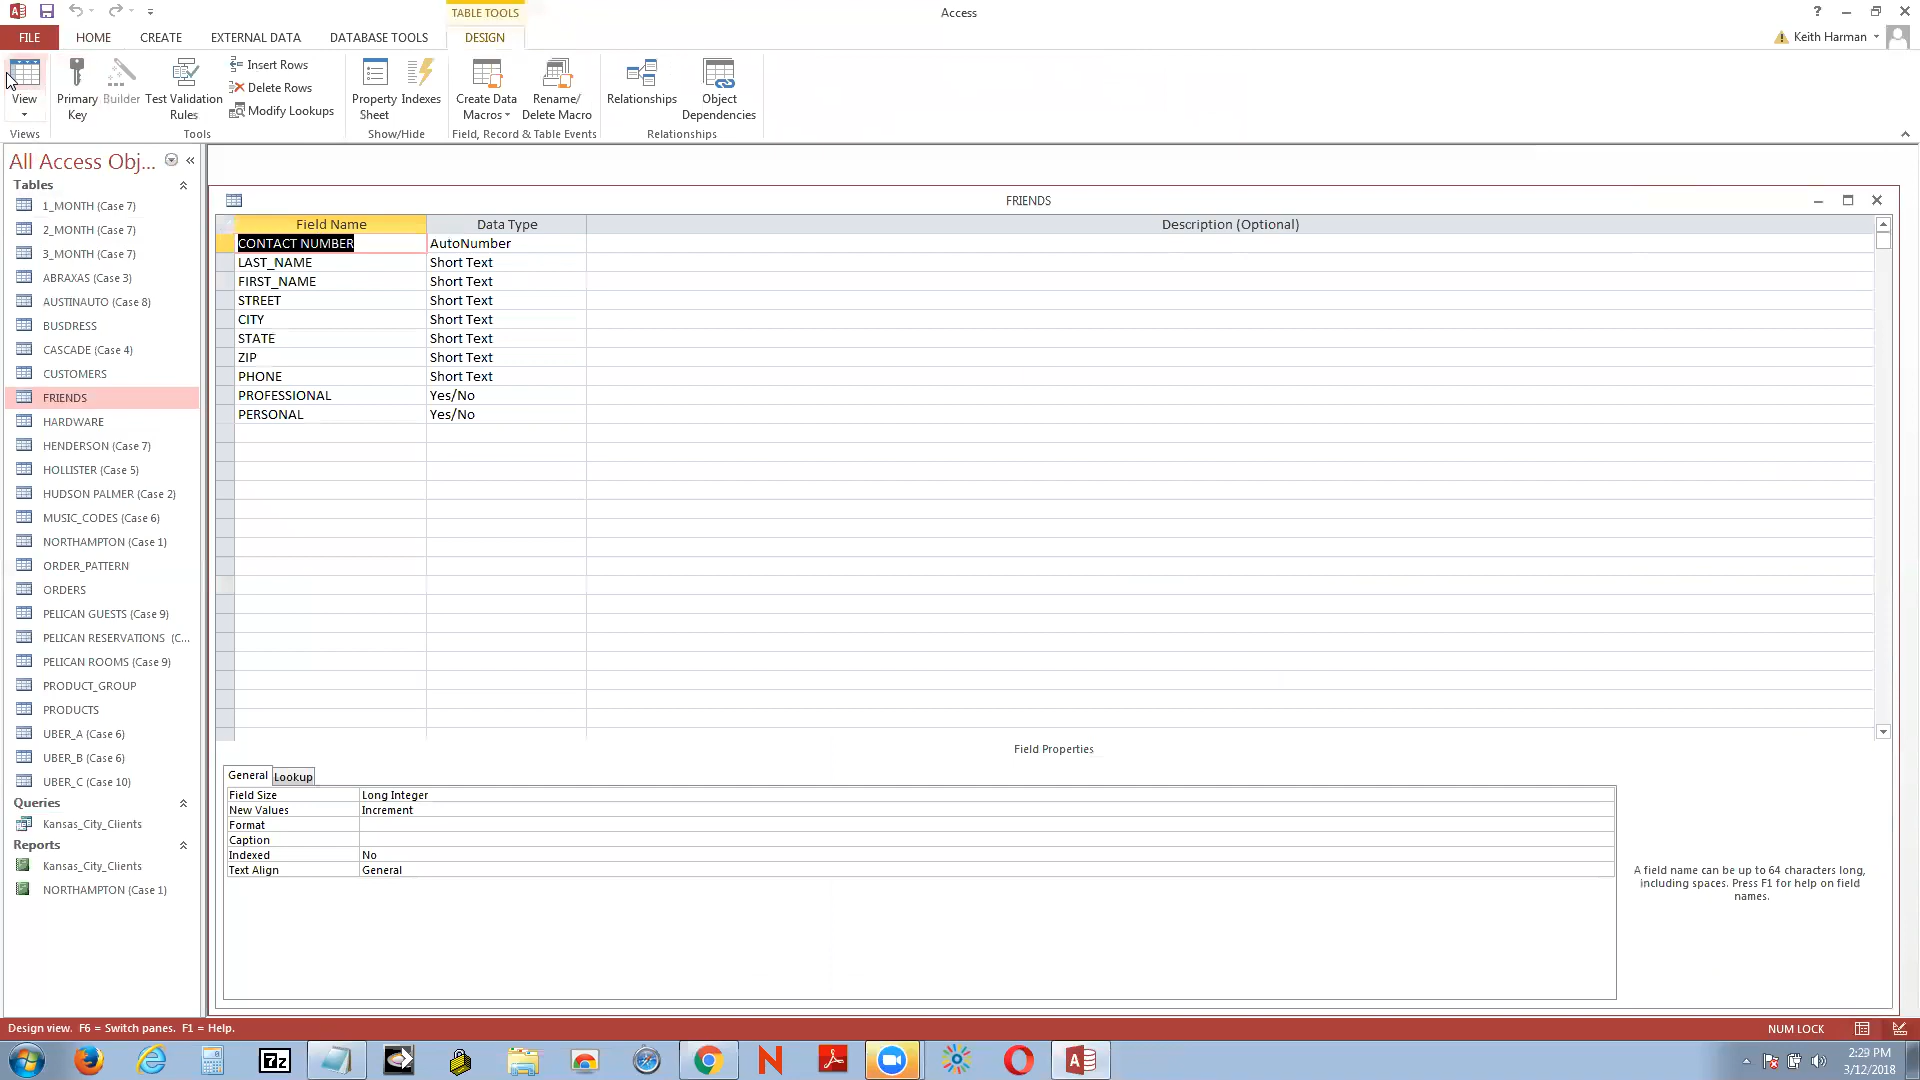 TABLE TOOLS
Access
?
FILE HOME CREATE EXTERNAL DATA DATABASE TOOLS DESIGN
Keith Harman
View
Primary Key
Builder
Test Validation Rules
Insert Rows
Delete Rows
Modify Lookups
Property Sheet
Indexes
Create Data Macros
Rename/ Delete Macro
Relationships
Object Dependencies
Views
Tools
Show/Hide
Field, Record & Table Events
Relationships
All Access Obj...
Tables
1_MONTH (Case 7)
2_MONTH (Case 7)
3_MONTH (Case 7)
ABRAXAS (Case 3)
AUSTINAUTO (Case 8)
BUSDRESS
CASCADE (Case 4)
CUSTOMERS
FRIENDS
HARDWARE
HENDERSON (Case 7)
HOLLISTER (Case 5)
HUDSON PALMER (Case 2)
MUSIC_CODES (Case 6)
NORTHAMPTON (Case 1)
ORDER_PATTERN
ORDERS
PELICAN GUESTS (Case 9)
PELICAN RESERVATIONS (C...
PELICAN ROOMS (Case 9)
PRODUCT_GROUP
PRODUCTS
UBER_A (Case 6)
UBER_B (Case 6)
UBER_C (Case 10)
Queries
Kansas_City_Clients
Reports
Kansas_City_Clients
NORTHAMPTON (Case 1)
FRIENDS
Field Name Data Type Description (Optional)
CONTACT NUMBER AutoNumber
LAST_NAME Short Text
FIRST_NAME Short Text
STREET Short Text
CITY Short Text
STATE Short Text
ZIP Short Text
PHONE Short Text
PROFESSIONAL Yes/No
PERSONAL Yes/No
Field Properties
General Lookup
Field Size Long Integer
New Values Increment
Format
Caption
Indexed No
Text Align General
A field name can be up to 64 characters long,
including spaces. Press F1 for help on field
names.
Design view. F6 = Switch panes. F1 = Help.
NUM LOCK
7z
2:29 PM
3/12/2018